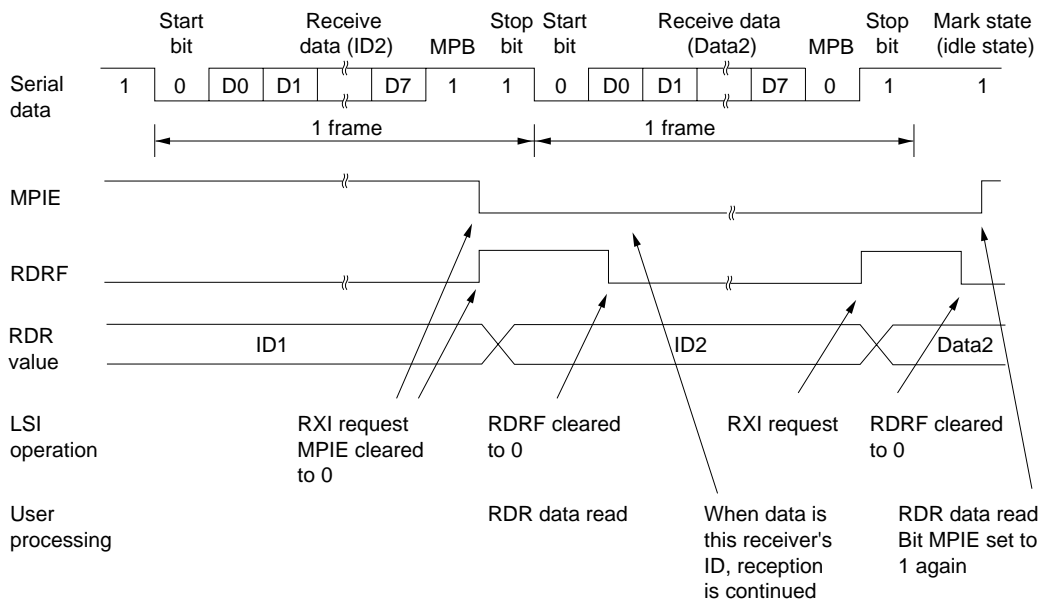 Start bit
Receive data (ID2)
MPB
Stop bit
Start bit
Receive data (Data2)
MPB
Stop bit
Mark state (idle state)
Serial data
1 0 D0 D1 D7 1 1 0 D0 D1 D7 0 1 1
1 frame 1 frame
MPIE
RDRF
RDR value
ID1 ID2 Data2
LSI operation
RXI request
MPIE cleared
to 0
RDRF cleared
to 0
RXI request
RDRF cleared
to 0
User processing
RDR data read
When data is
this receiver's
ID, reception
is continued
RDR data read
Bit MPIE set to
1 again